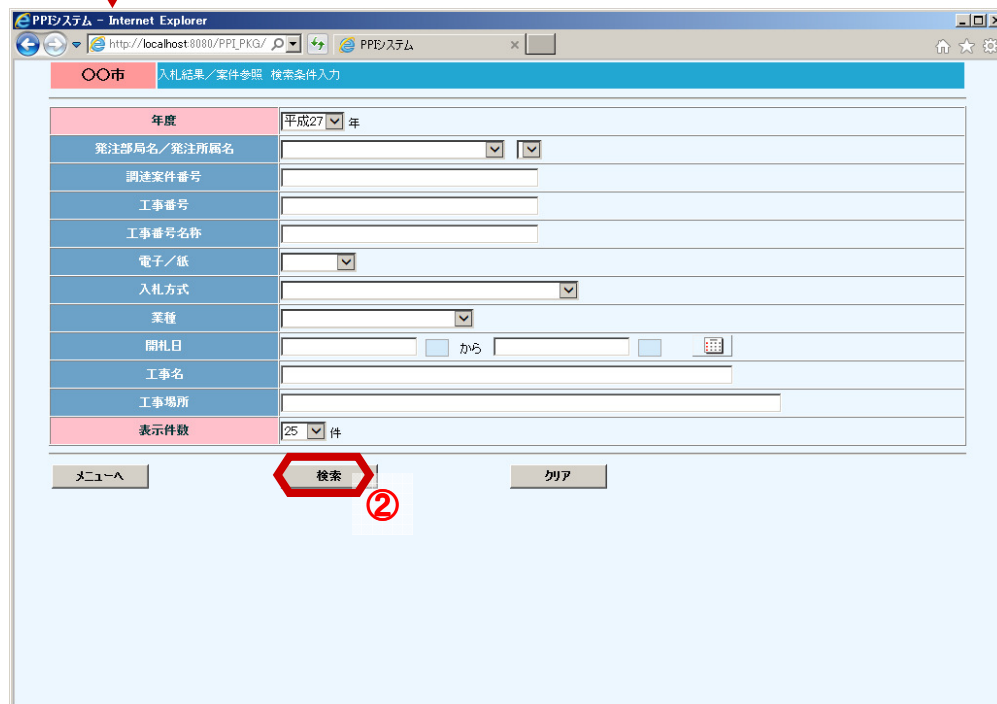 PPIシステム - Internet Explorer
http://localhost:8080/PPI_PKG/ PPIシステム ×
〇〇市 入札結果／案件参照 検索条件入力
年度 平成27 年
発注部局名／発注所属名
調達案件番号
工事番号
工事番号名称
電子／紙
入札方式
業種
開札日 から
工事名
工事場所
表示件数 25 件
メニューへ 検索 クリア
②